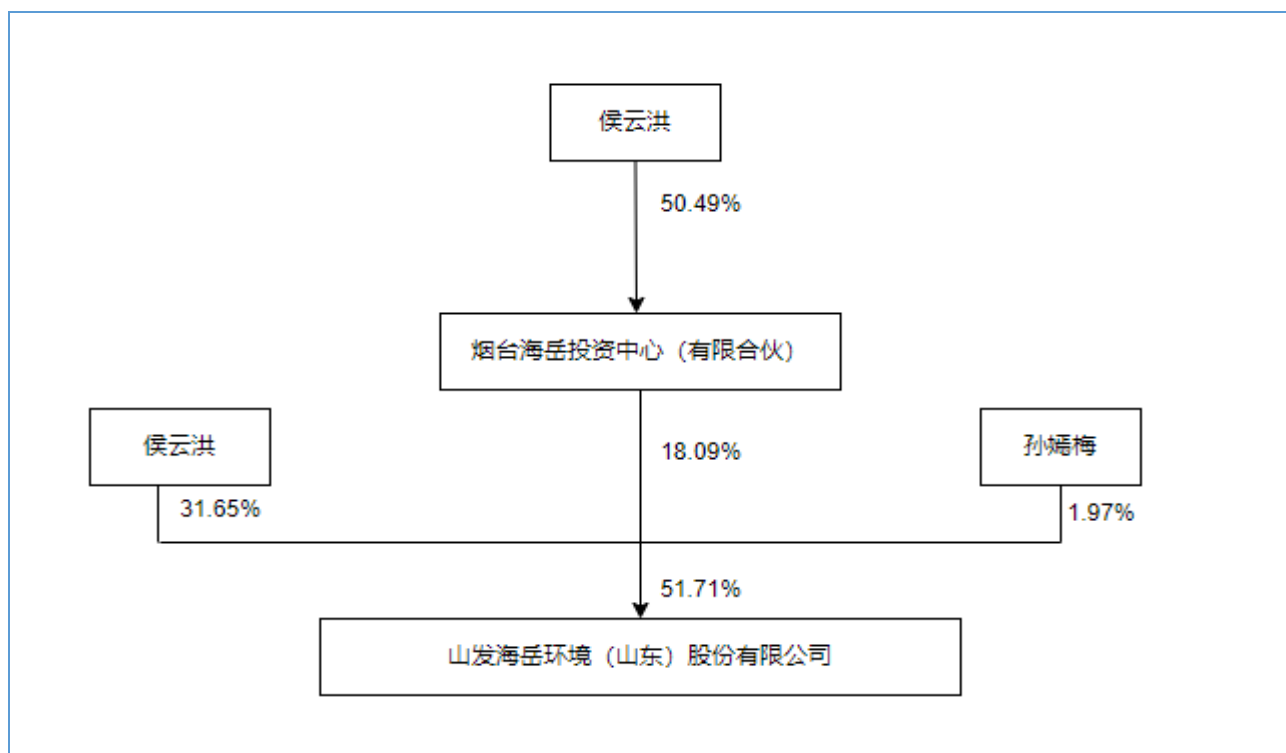 侯云洪
50.49%
烟台海岳投资中心（有限合伙）
侯云洪
18.09%
孙嫣梅
31.65%
1.97%
51.71%
山发海岳环境（山东）股份有限公司